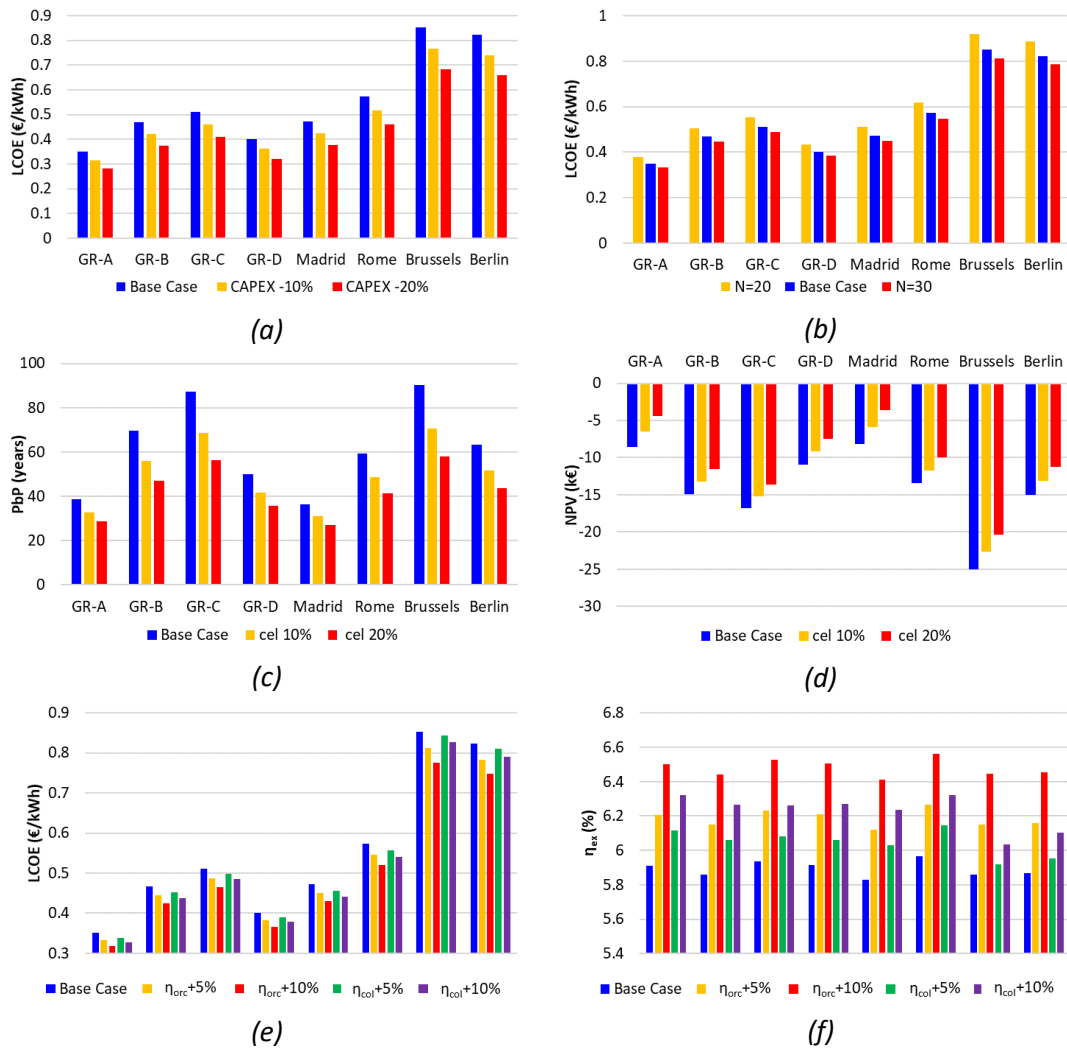 0.9
0.8
0.7
0.6
0.5
0.4
0.3
0.2
0.1
0
LCOE (€/kWh)
GR-A GR-B GR-C GR-D Madrid Rome Brussels Berlin
Base Case CAPEX -10% CAPEX -20%
(a)
1
0.8
0.6
0.4
0.2
0
LCOE (€/kWh)
GR-A GR-B GR-C GR-D Madrid Rome Brussels Berlin
N=20 Base Case N=30
(b)
100
80
60
40
20
0
PbP (years)
GR-A GR-B GR-C GR-D Madrid Rome Brussels Berlin
Base Case cel 10% cel 20%
(c)
GR-A GR-B GR-C GR-D Madrid Rome Brussels Berlin
0
-5
-10
-15
-20
-25
-30
NPV (k€)
Base Case cel 10% cel 20%
(d)
0.9
0.8
0.7
0.6
0.5
0.4
0.3
LCOE (€/kWh)
Base Case ηorc+5% ηorc+10% ηcol+5% ηcol+10%
(e)
6.8
6.6
6.4
6.2
6
5.8
5.6
5.4
ηex (%)
Base Case ηorc+5% ηorc+10% ηcol+5% ηcol+10%
(f)